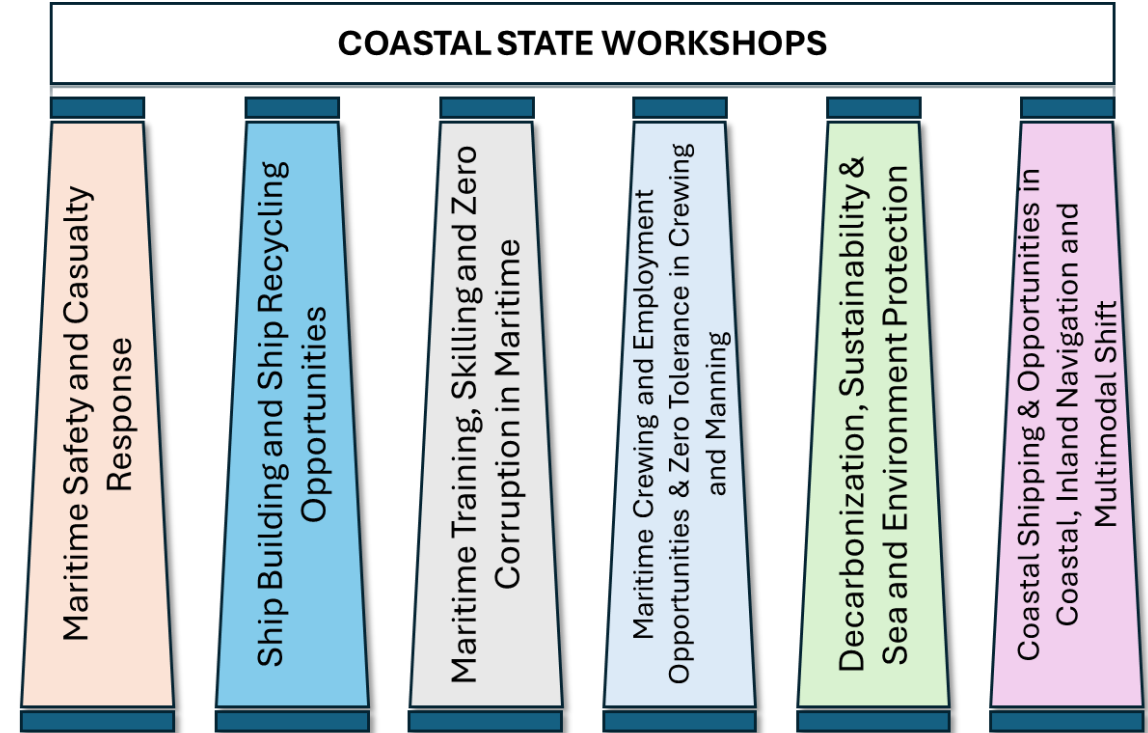 COASTAL STATE WORKSHOPS
Maritime Safety and Casualty
Response
Ship Building and Ship Recycling
Opportunities
Maritime Training, Skilling and Zero
Corruption in Maritime
Maritime Crewing and Employment
Opportunities & Zero Tolerance in Crewing
and Manning
Decarbonization, Sustainability &
Sea and Environment Protection
Coastal Shipping & Opportunities in
Coastal, Inland Navigation and
Multimodal Shift